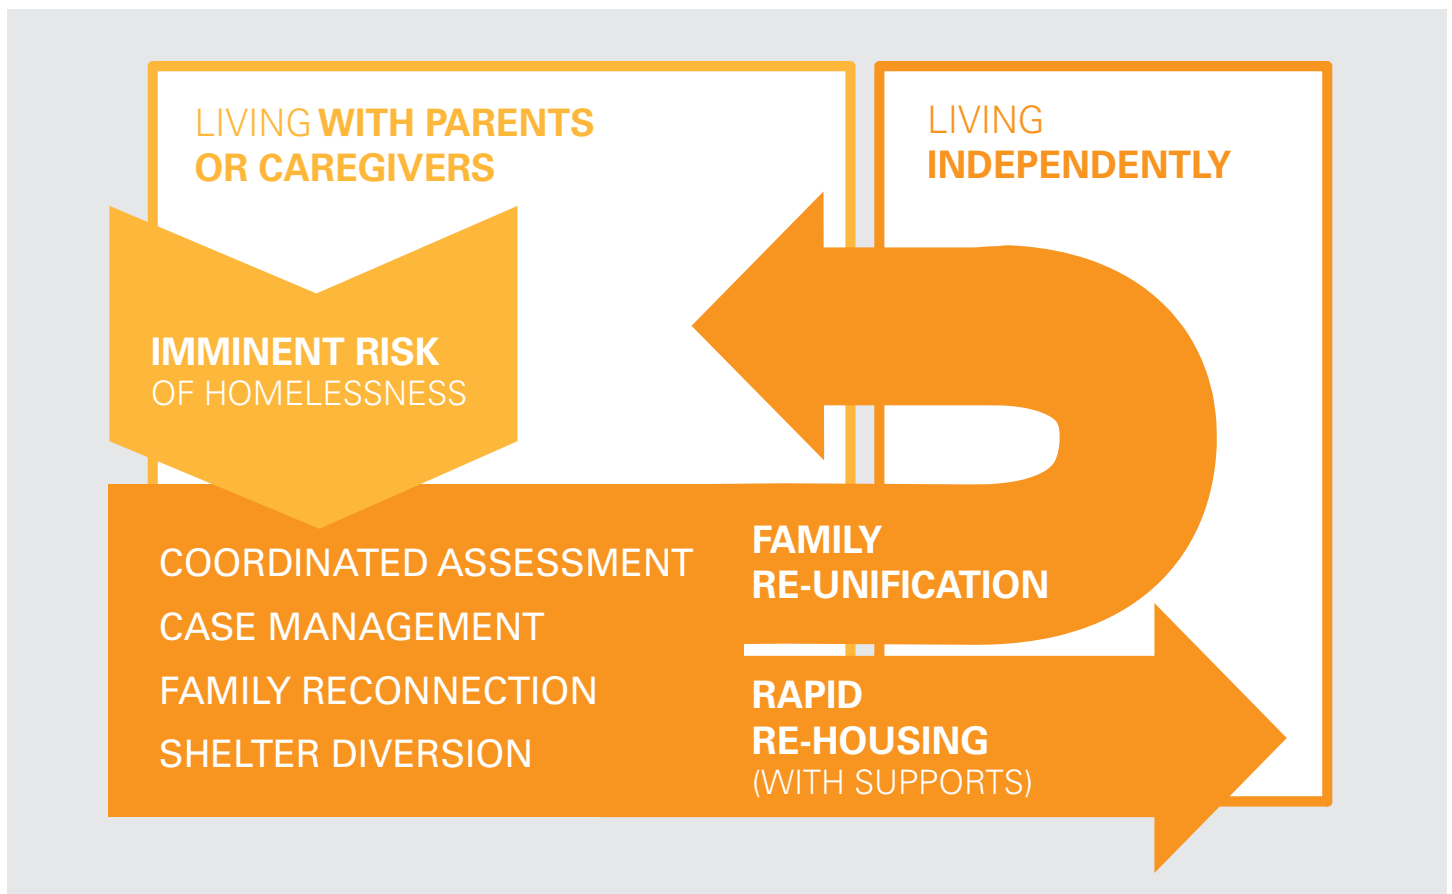 LIVING WITH PARENTS
OR CAREGIVERS
LIVING
INDEPENDENTLY
IMMINENT RISK
OF HOMELESSNESS
COORDINATED ASSESSMENT
CASE MANAGEMENT
FAMILY RECONNECTION
SHELTER DIVERSION
FAMILY
RE-UNIFICATION
RAPID
RE-HOUSING
(WITH SUPPORTS)